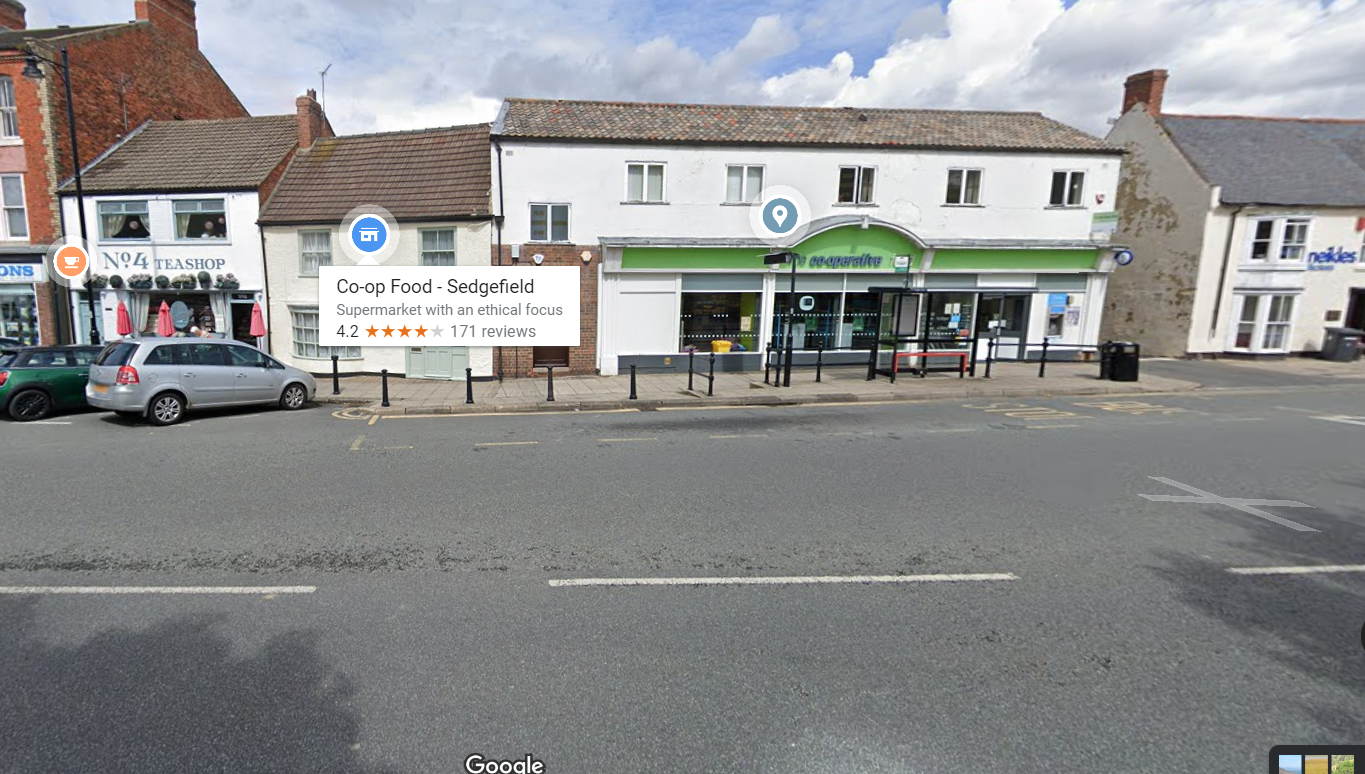 ONS
Nº4 TEASHOP
Co-op Food - Sedgefield
Supermarket with an ethical focus
4.2 ★★★★★ 171 reviews
co-operative
neikles
Google